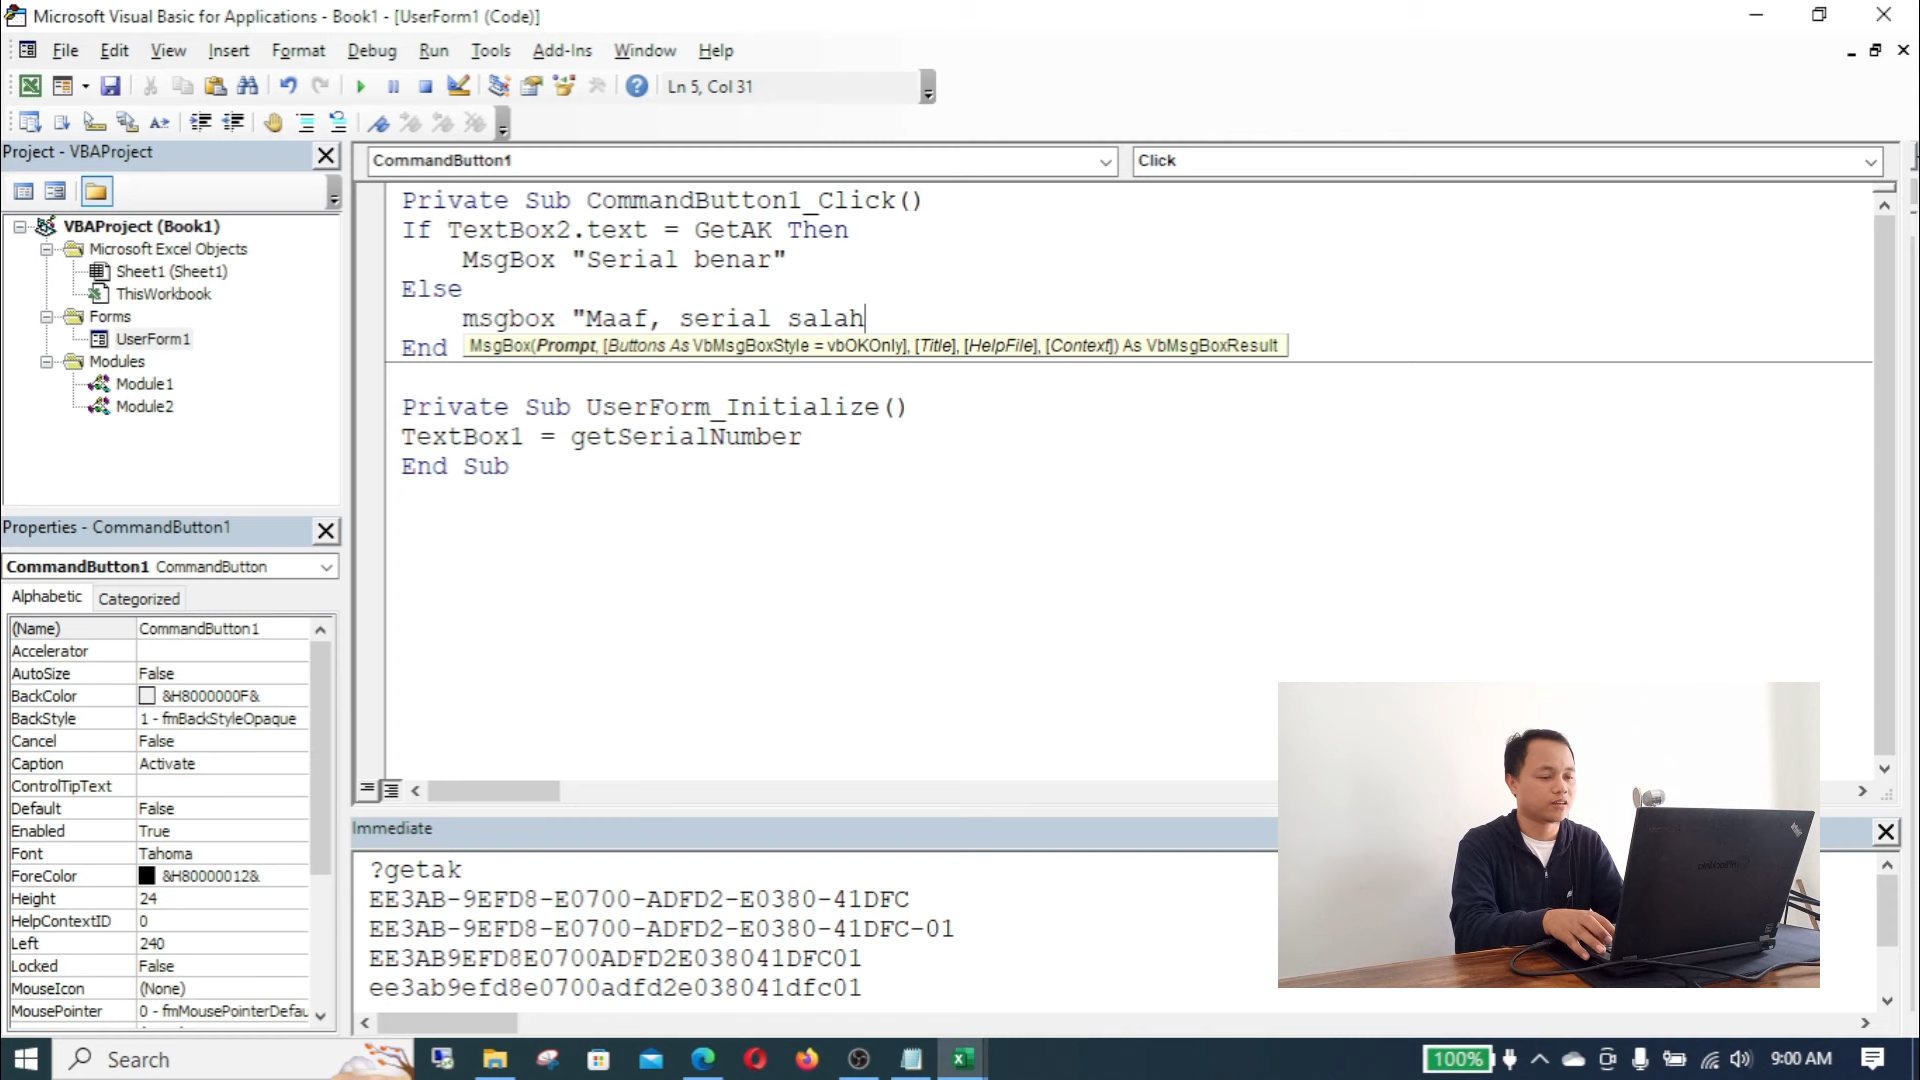 Microsoft Visual Basic for Applications - Book1 - [UserForm1 (Code)]
File Edit View Insert Format Debug Run Tools Add-Ins Window Help
Ln 5, Col 31
Project - VBAProject
VBAProject (Book1)
Microsoft Excel Objects
Sheet1 (Sheet1)
ThisWorkbook
Forms
UserForm1
Modules
Module1
Module2
Properties - CommandButton1
CommandButton1 CommandButton
Alphabetic Categorized
(Name) CommandButton1
Accelerator
AutoSize False
BackColor &H8000000F&
BackStyle 1 - fmBackStyleOpaque
Cancel False
Caption Activate
ControlTipText
Default False
Enabled True
Font Tahoma
ForeColor &H80000012&
Height 24
HelpContextID 0
Left 240
Locked False
MouseIcon (None)
MousePointer 0 - fmMousePointerDefau
CommandButton1 Click
Private Sub CommandButton1_Click()
If TextBox2.text = GetAK Then
MsgBox "Serial benar"
Else
msgbox "Maaf, serial salah
End
MsgBox(Prompt, [Buttons As VbMsgBoxStyle = vbOKOnly], [Title], [HelpFile], [Context]) As VbMsgBoxResult
Private Sub UserForm_Initialize()
TextBox1 = getSerialNumber
End Sub
Immediate
?getak
EE3AB-9EFD8-E0700-ADFD2-E0380-41DFC
EE3AB-9EFD8-E0700-ADFD2-E0380-41DFC-01
EE3AB9EFD8E0700ADFD2E038041DFC01
ee3ab9efd8e0700adfd2e038041dfc01
Search
100%
9:00 AM